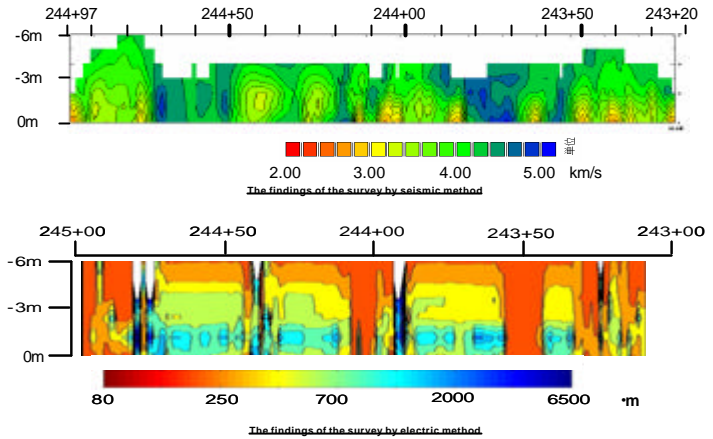 244+97 244+50 244+00 243+50 243+20
-6m
-3m
0m
单位
2.00 3.00 4.00 5.00 km/s
The findings of the survey by seismic method
245+00 244+50 244+00 243+50 243+00
-6m
-3m
0m
80 250 700 2000 6500 •m
The findings of the survey by electric method